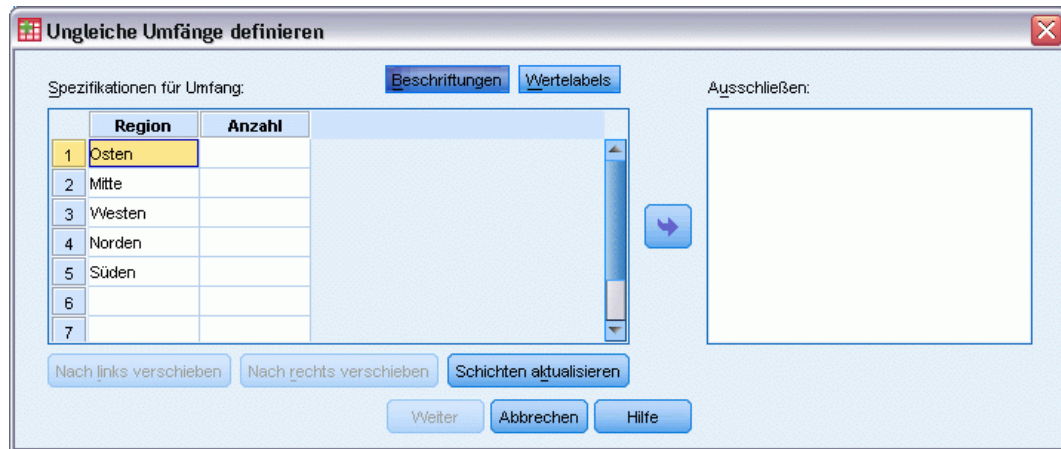 Ungleiche Umfänge definieren
Spezifikationen für Umfang:
Beschriftungen
Wertelabels
Ausschließen:
Region Anzahl
1 Osten
2 Mitte
3 Westen
4 Norden
5 Süden
6
7
Nach links verschieben
Nach rechts verschieben
Schichten aktualisieren
Weiter
Abbrechen
Hilfe